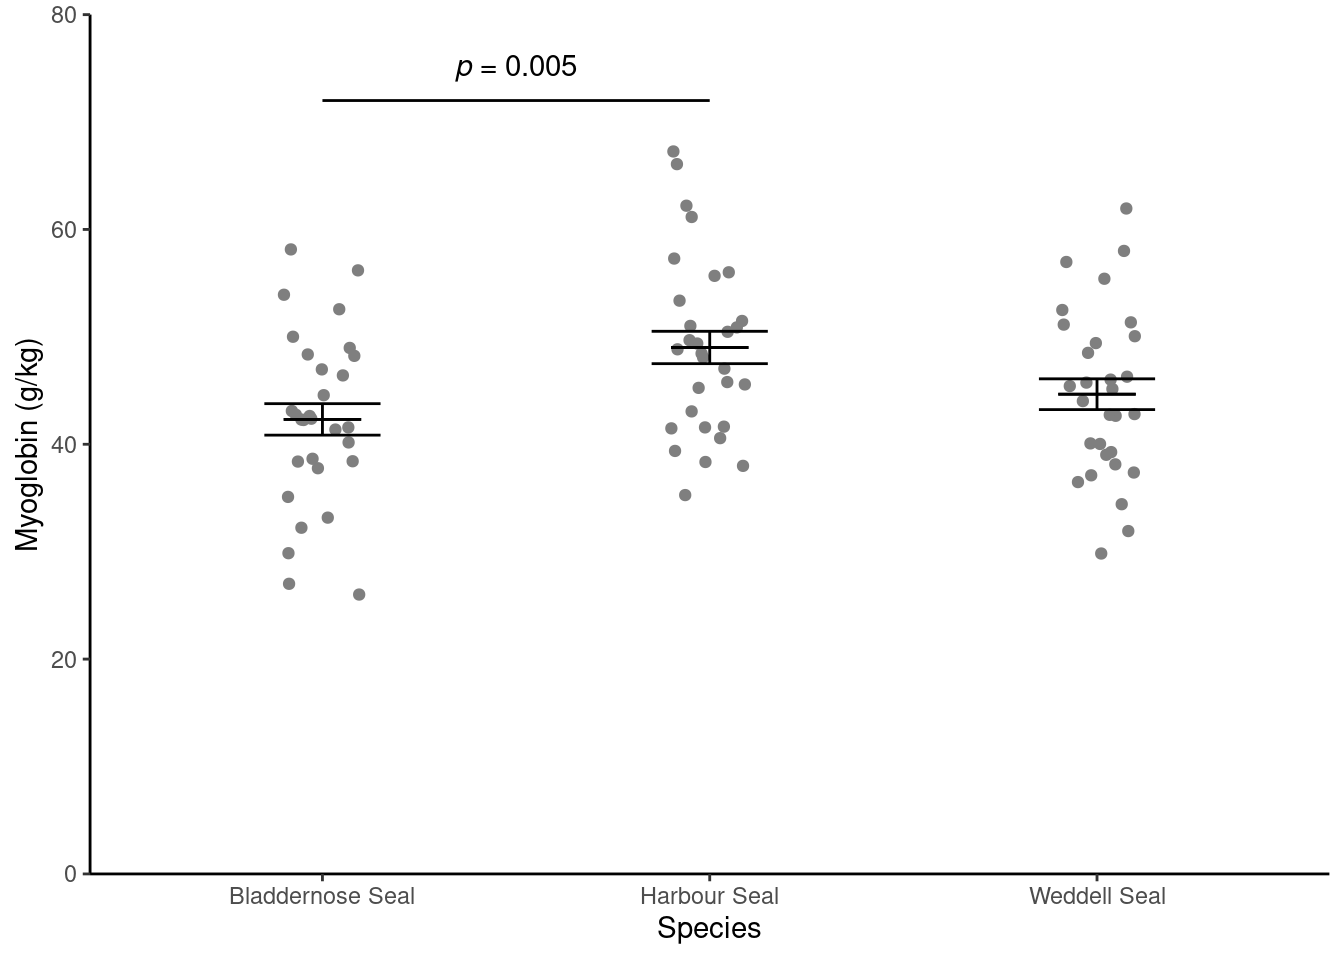 80
p = 0.005
60
Myoglobin (g/kg)
40
20
0
Bladdernose Seal
Harbour Seal
Weddell Seal
Species